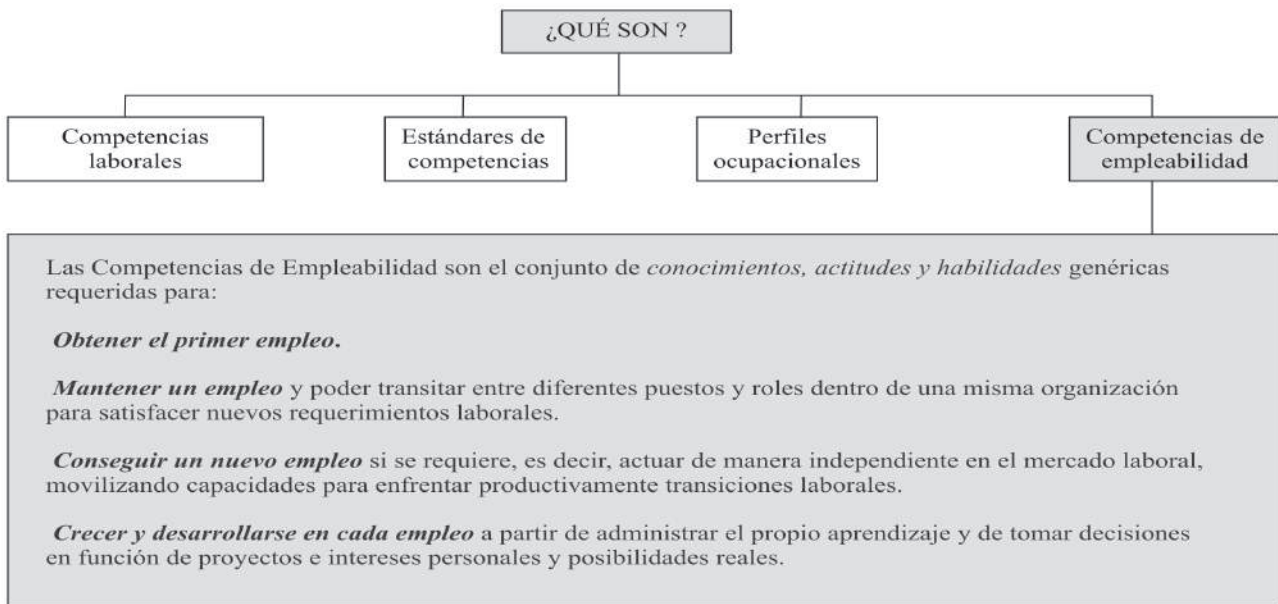 ¿QUÉ SON ?
Competencias
laborales
Estándares de
competencias
Perfiles
ocupacionales
Competencias de
empleabilidad
Las Competencias de Empleabilidad son el conjunto de conocimientos, actitudes y habilidades genéricas
requeridas para:
Obtener el primer empleo.
Mantener un empleo y poder transitar entre diferentes puestos y roles dentro de una misma organización
para satisfacer nuevos requerimientos laborales.
Conseguir un nuevo empleo si se requiere, es decir, actuar de manera independiente en el mercado laboral,
movilizando capacidades para enfrentar productivamente transiciones laborales.
Crecer y desarrollarse en cada empleo a partir de administrar el propio aprendizaje y de tomar decisiones
en función de proyectos e intereses personales y posibilidades reales.